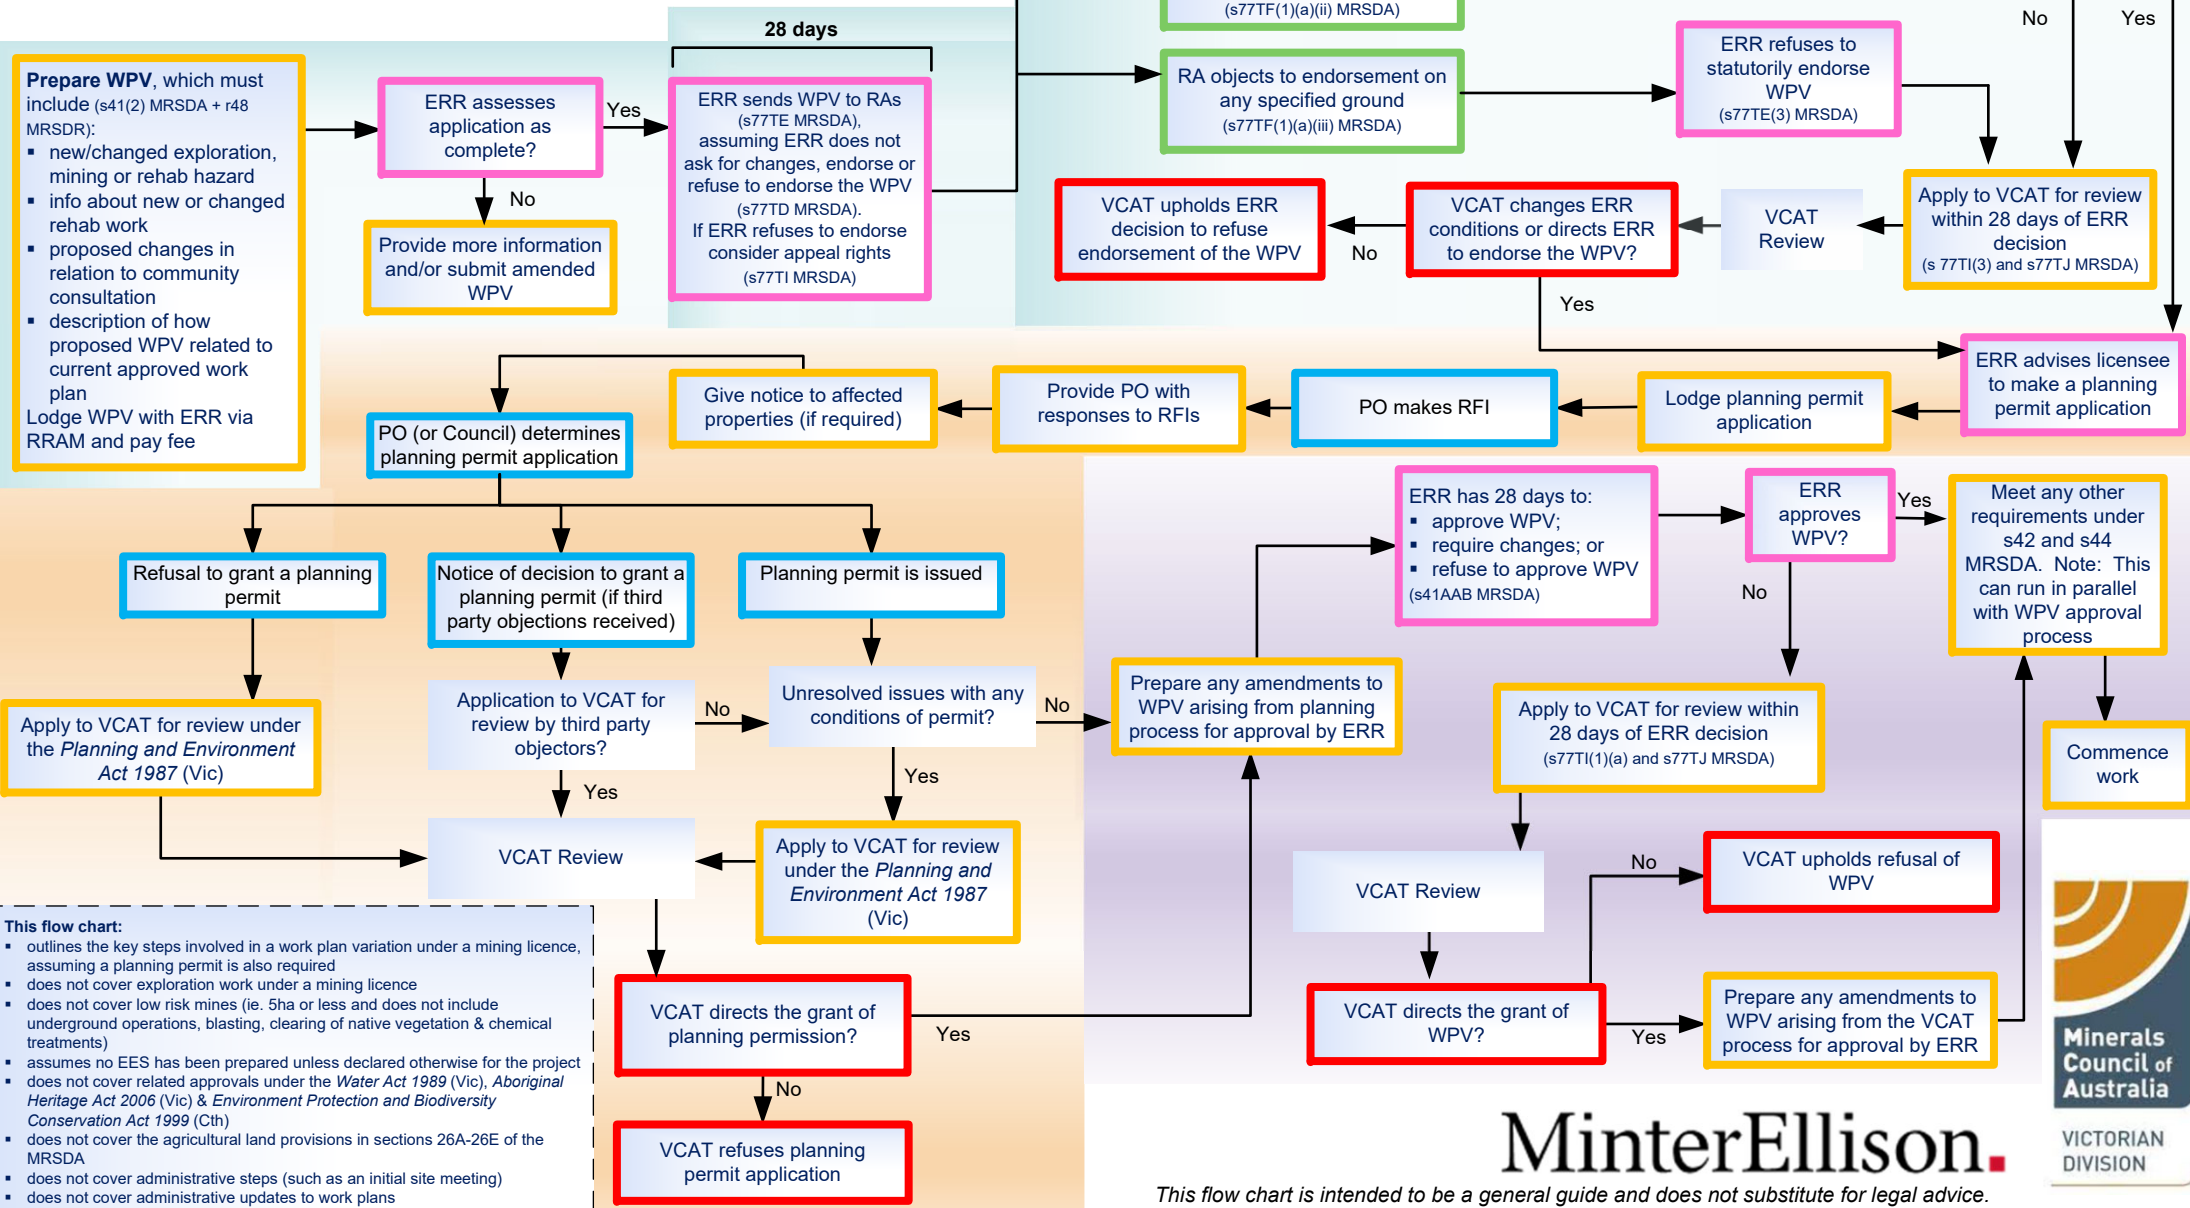 (s77TF(1)(a)(ii) MRSDA)
No
Yes
28 days
Prepare WPV, which must
include (s41(2) MRSDA + r48
MRSDR):
▪ new/changed exploration,
mining or rehab hazard
▪ info about new or changed
rehab work
▪ proposed changes in
relation to community
consultation
▪ description of how
proposed WPV related to
current approved work
plan
Lodge WPV with ERR via
RRAM and pay fee
ERR assesses
application as
complete?
Yes
No
Provide more information
and/or submit amended
WPV
ERR sends WPV to RAs
(s77TE MRSDA),
assuming ERR does not
ask for changes, endorse or
refuse to endorse the WPV
(s77TD MRSDA).
If ERR refuses to endorse
consider appeal rights
(s77TI MRSDA)
RA objects to endorsement on
any specified ground
(s77TF(1)(a)(iii) MRSDA)
ERR refuses to
statutorily endorse
WPV
(s77TE(3) MRSDA)
Apply to VCAT for review
within 28 days of ERR
decision
(s 77TI(3) and s77TJ MRSDA)
VCAT
Review
VCAT changes ERR
conditions or directs ERR
to endorse the WPV?
No
VCAT upholds ERR
decision to refuse
endorsement of the WPV
Yes
ERR advises licensee
to make a planning
permit application
Lodge planning permit
application
PO makes RFI
Provide PO with
responses to RFIs
Give notice to affected
properties (if required)
PO (or Council) determines
planning permit application
Refusal to grant a planning
permit
Notice of decision to grant a
planning permit (if third
party objections received)
Planning permit is issued
Apply to VCAT for review under
the Planning and Environment
Act 1987 (Vic)
Application to VCAT for
review by third party
objectors?
No
Yes
Unresolved issues with any
conditions of permit?
No
Yes
VCAT Review
Apply to VCAT for review
under the Planning and
Environment Act 1987
(Vic)
VCAT directs the grant of
planning permission?
Yes
No
VCAT refuses planning
permit application
Prepare any amendments to
WPV arising from planning
process for approval by ERR
ERR has 28 days to:
▪ approve WPV;
▪ require changes; or
▪ refuse to approve WPV
(s41AAB MRSDA)
ERR
approves
WPV?
Yes
No
Meet any other
requirements under
s42 and s44
MRSDA. Note: This
can run in parallel
with WPV approval
process
Commence
work
Apply to VCAT for review within
28 days of ERR decision
(s77TI(1)(a) and s77TJ MRSDA)
VCAT Review
No
VCAT upholds refusal of
WPV
VCAT directs the grant of
WPV?
Yes
Prepare any amendments to
WPV arising from the VCAT
process for approval by ERR
This flow chart:
▪ outlines the key steps involved in a work plan variation under a mining licence,
assuming a planning permit is also required
▪ does not cover exploration work under a mining licence
▪ does not cover low risk mines (ie. 5ha or less and does not include
underground operations, blasting, clearing of native vegetation & chemical
treatments)
▪ assumes no EES has been prepared unless declared otherwise for the project
▪ does not cover related approvals under the Water Act 1989 (Vic), Aboriginal
Heritage Act 2006 (Vic) & Environment Protection and Biodiversity
Conservation Act 1999 (Cth)
▪ does not cover the agricultural land provisions in sections 26A-26E of the
MRSDA
▪ does not cover administrative steps (such as an initial site meeting)
▪ does not cover administrative updates to work plans
Minerals
Council of
Australia
VICTORIAN
DIVISION
MinterEllison.
This flow chart is intended to be a general guide and does not substitute for legal advice.